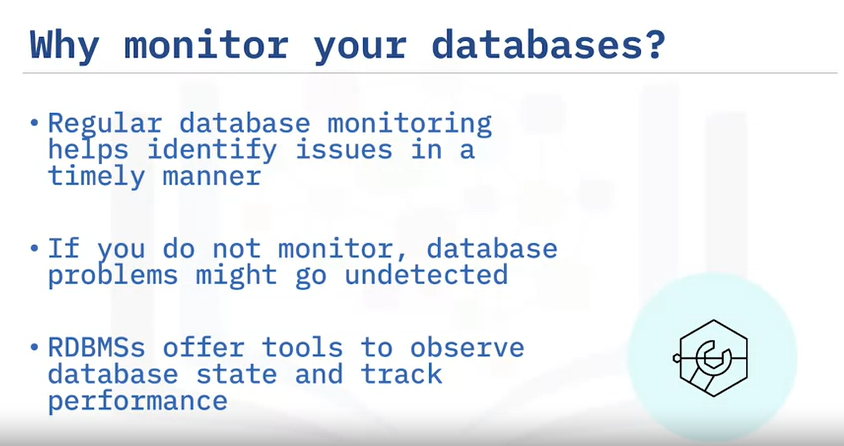 Why monitor your databases?
• Regular database monitoring
helps identify issues in a
timely manner
• If you do not monitor, database
problems might go undetected
• RDBMSs offer tools to observe
database state and track
performance